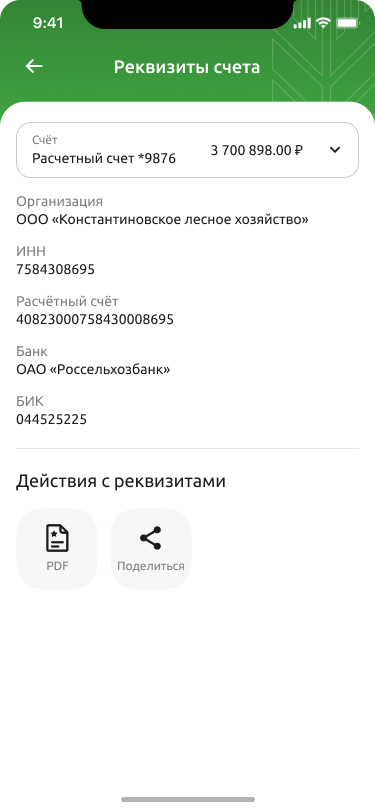 9:41
Реквизиты счета
Счёт
Расчетный счет *9876
3 700 898.00 ₽
Организация
ООО «Константиновское лесное хозяйство»
ИНН
7584308695
Расчётный счёт
40823000758430008695
Банк
ОАО «Россельхозбанк»
БИК
044525225
Действия с реквизитами
PDF
Поделиться